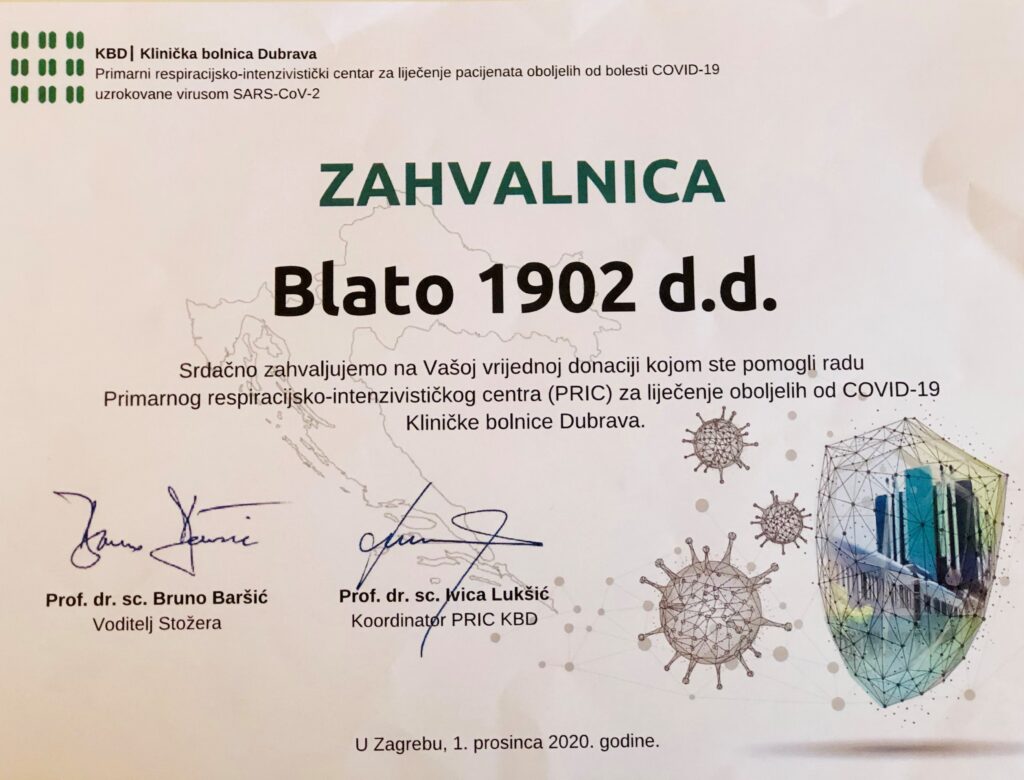 KBD | Klinička bolnica Dubrava
Primarni respiracijsko-intenzivistički centar za liječenje pacijenata oboljelih od bolesti COVID-19
uzrokovane virusom SARS-CoV-2
ZAHVALNICA
Blato 1902 d.d.
Srdačno zahvaljujemo na Vašoj vrijednoj donaciji kojom ste pomogli radu
Primarnog respiracijsko-intenzivističkog centra (PRIC) za liječenje oboljelih od COVID-19
Kliničke bolnice Dubrava.
Prof. dr. sc. Bruno Baršić
Voditelj Stožera
Prof. dr. sc. Ivica Lukšić
Koordinator PRIC KBD
U Zagrebu, 1. prosinca 2020. godine.